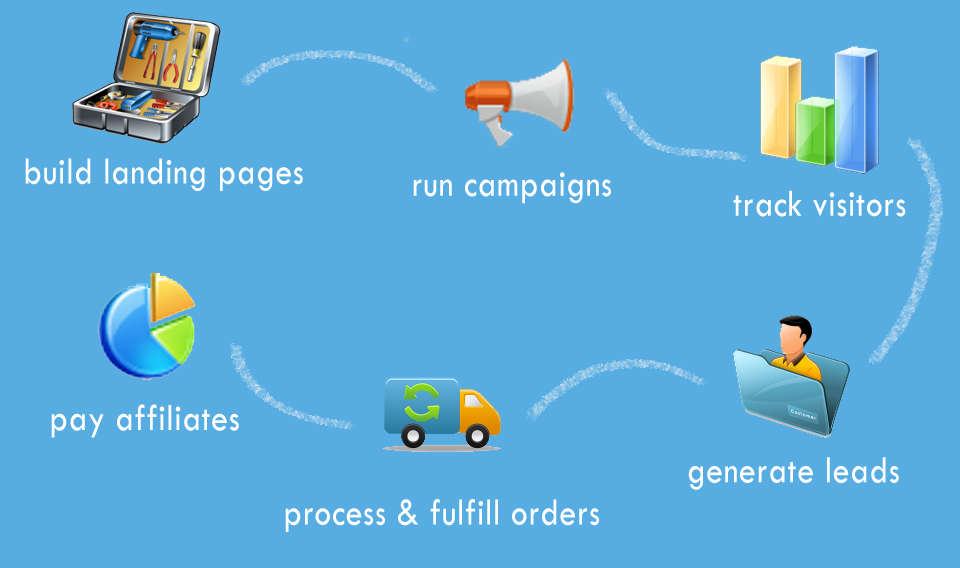 build landing pages
run campaigns
track visitors
Customer
generate leads
process & fulfill orders
pay affiliates